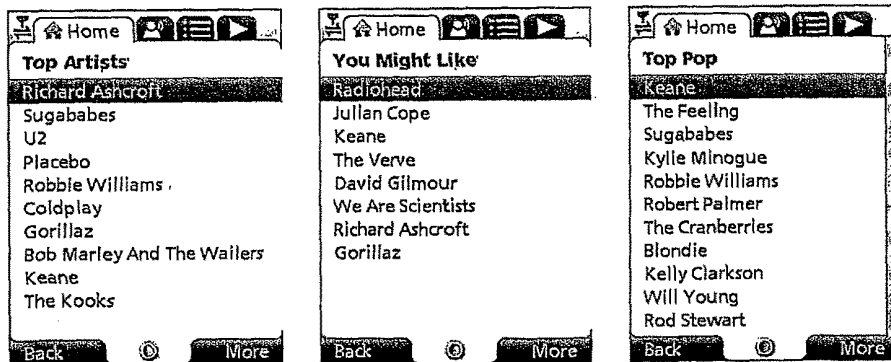 Home
Top Artists
Richard Ashcroft
Sugababes
U2
Placebo
Robbie Williams
Coldplay
Gorillaz
Bob Marley And The Wailers
Keane
The Kooks
Back More
Home
You Might Like
Radiohead
Julian Cope
Keane
The Verve
David Gilmour
We Are Scientists
Richard Ashcroft
Gorillaz
Back More
Home
Top Pop
Keane
The Feeling
Sugababes
Kylie Minogue
Robbie Williams
Robert Palmer
The Cranberries
Blondie
Kelly Clarkson
Will Young
Rod Stewart
Back More